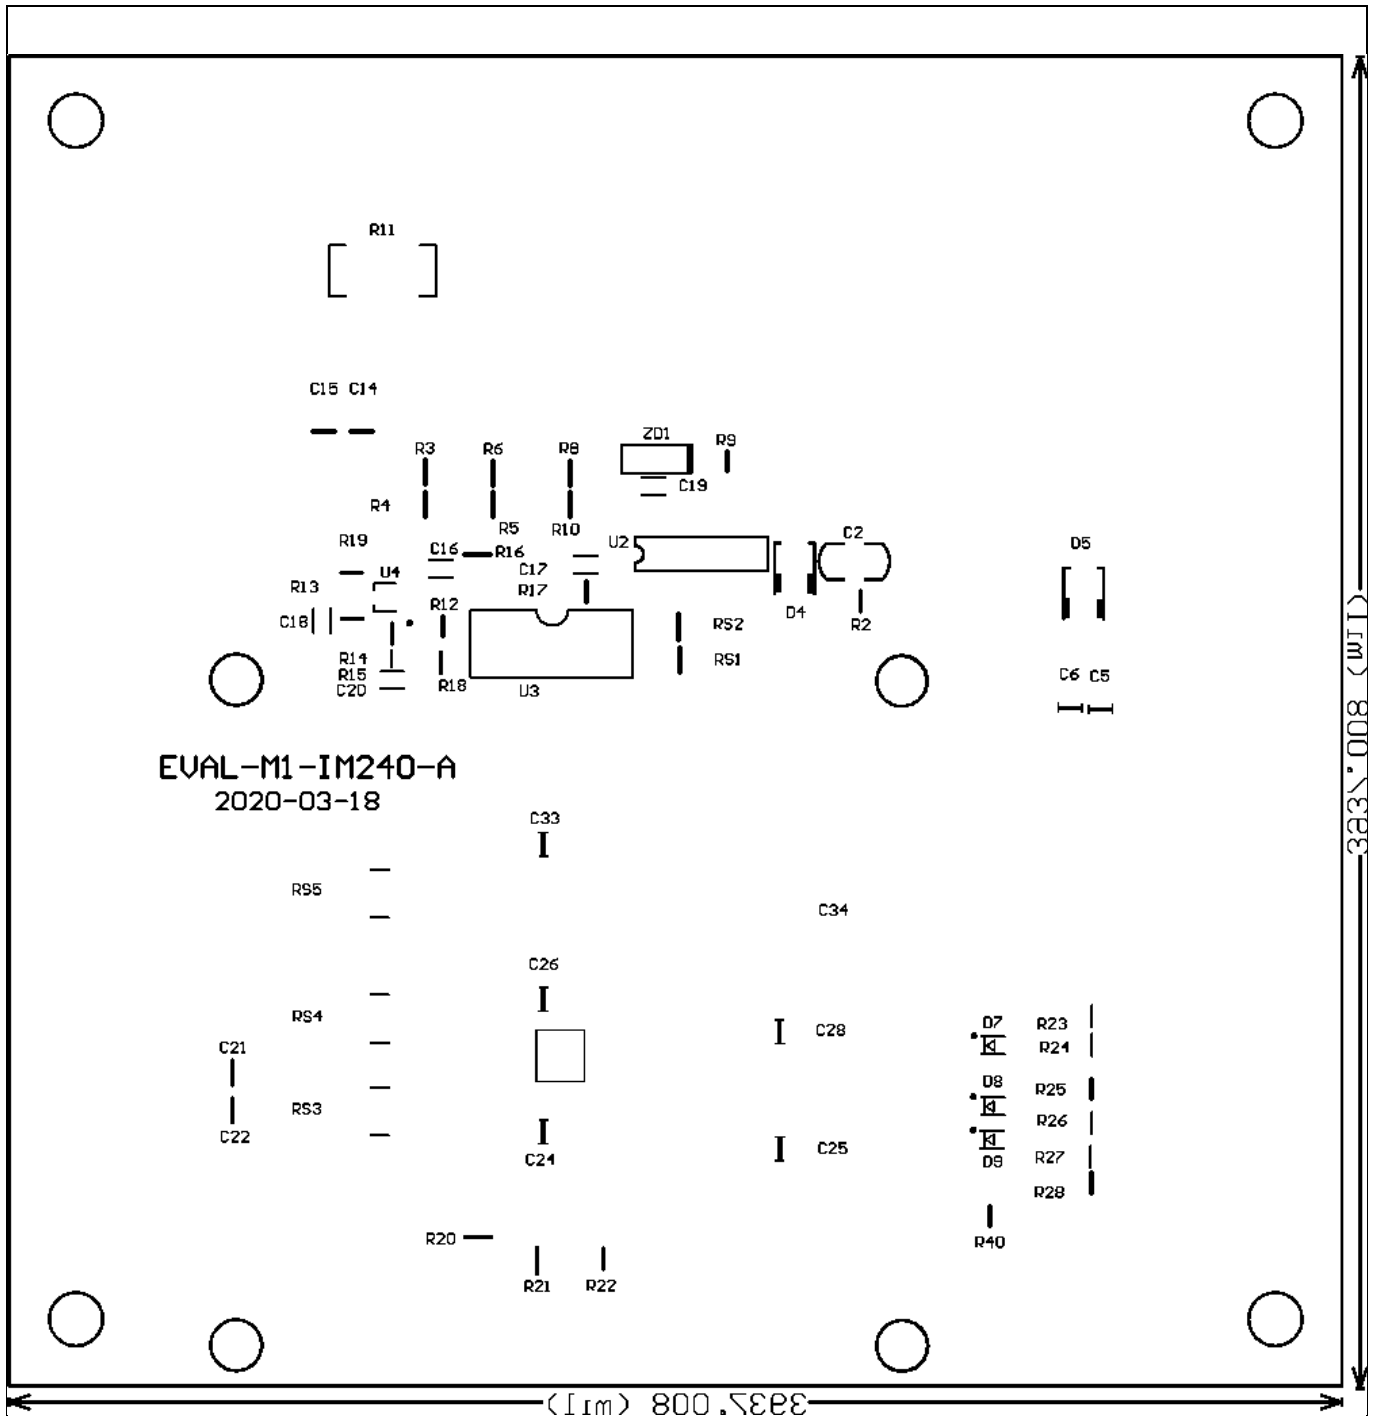 R11
C15 C14
R3 R6 R8 ZD1 R9
C19
R4
R5 R10
R19 C16 R16 U2 C2 D5
U4 C17
R13 R17
R12 D4
C18 RS2 R2
R14 RS1
R15
C20 R18 U3 C6 C5
EVAL-M1-IM240-A
2020-03-18
C33
RS5
C34
C26
RS4 D7 R23
C28
C21 R24
D8 R25
RS3
R26
C22 C25
C24 D9 R27
R28
R20 R40
R21 R22
3937.008 (mil)
3937.008 (mil)